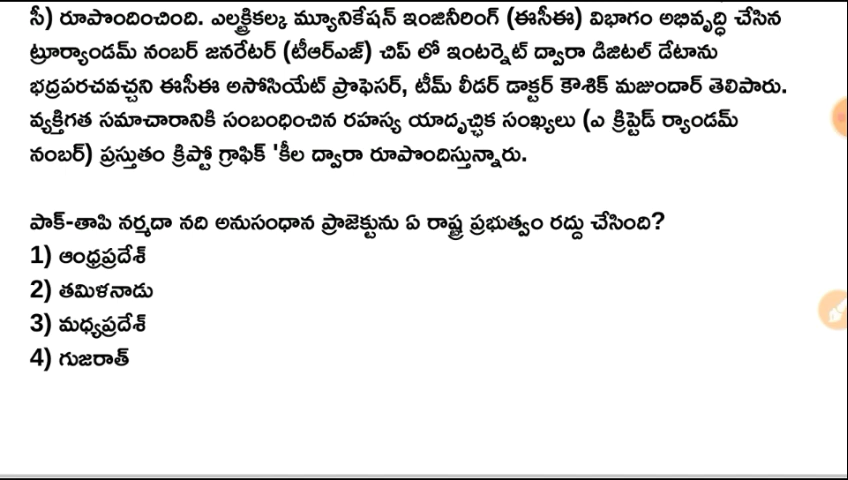 సీ) రూపొందించింది. ఎలక్ట్రికల్కు మ్యూనికేషన్ ఇంజినీరింగ్ (ఈసీఈ) విభాగం అభివృద్ధి చేసిన
ట్రూర్యాండమ్ నంబర్ జనరేటర్ (టీఆర్ఎజ్) చిప్ లో ఇంటర్నెట్ ద్వారా డిజిటల్ డేటాను
భద్రపరచవచ్చని ఈసీఈ అసోసియేట్ ప్రొఫెసర్, టీమ్ లీడర్ డాక్టర్ కౌశిక్ మజుందార్ తెలిపారు.
వ్యక్తిగత సమాచారానికి సంబంధించిన రహస్య యాదృచ్ఛిక సంఖ్యలు (ఎ క్రిప్టెడ్ ర్యాండమ్
నంబర్) ప్రస్తుతం క్రిప్టో గ్రాఫిక్ 'కీల ద్వారా రూపొందిస్తున్నారు.
పాక్-తాపి నర్మదా నది అనుసంధాన ప్రాజెక్టును ఏ రాష్ట్ర ప్రభుత్వం రద్దు చేసింది?
1) ఆంధ్రప్రదేశ్
2) తమిళనాడు
3) మధ్యప్రదేశ్
4) గుజరాత్